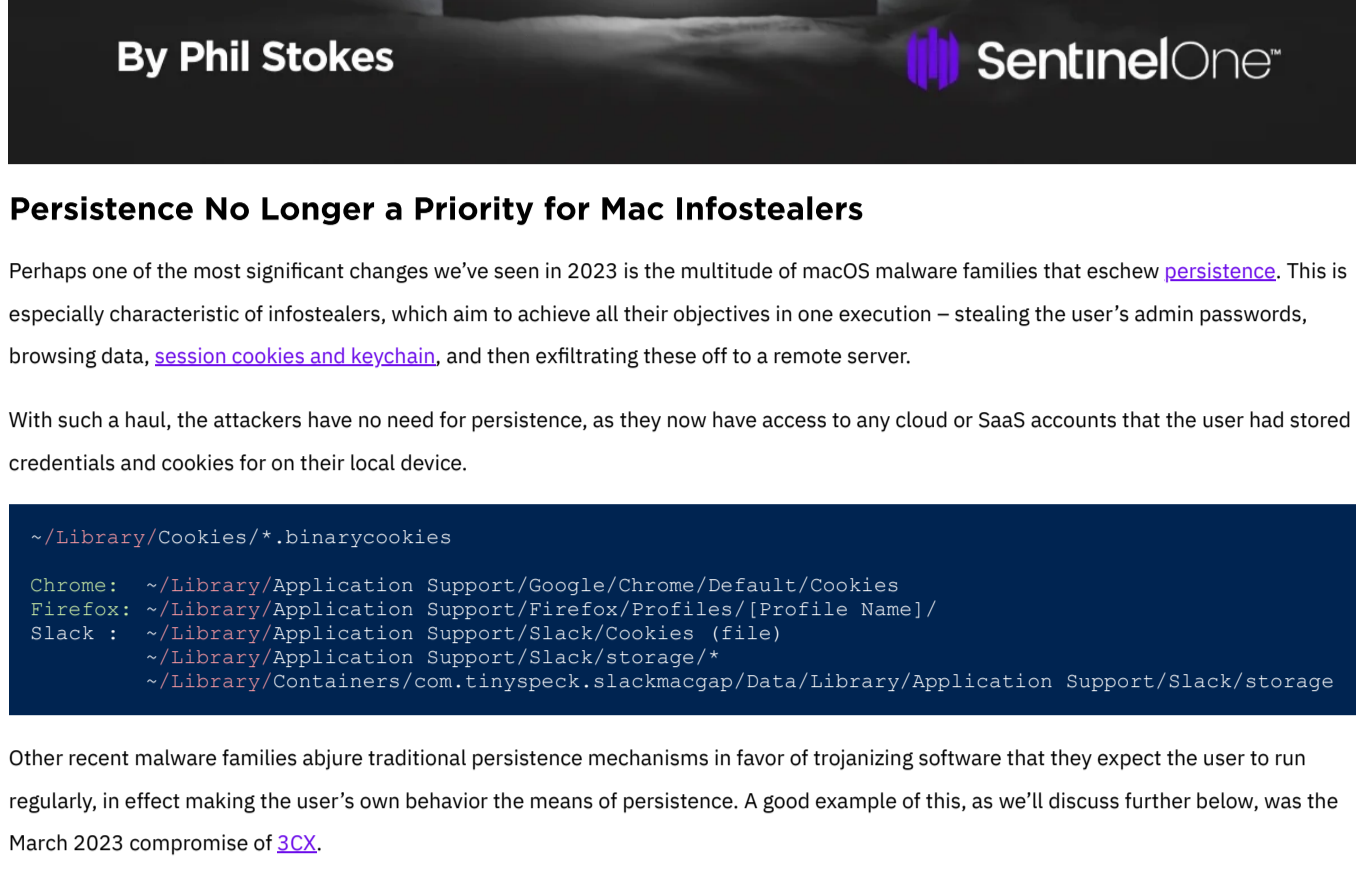 By Phil Stokes
SentinelOne™
Persistence No Longer a Priority for Mac Infostealers
Perhaps one of the most significant changes we’ve seen in 2023 is the multitude of macOS malware families that eschew persistence. This is
especially characteristic of infostealers, which aim to achieve all their objectives in one execution – stealing the user’s admin passwords,
browsing data, session cookies and keychain, and then exfiltrating these off to a remote server.
With such a haul, the attackers have no need for persistence, as they now have access to any cloud or SaaS accounts that the user had stored
credentials and cookies for on their local device.
~/Library/Cookies/*.binarycookies
Chrome:  ~/Library/Application Support/Google/Chrome/Default/Cookies
Firefox: ~/Library/Application Support/Firefox/Profiles/[Profile Name]/
Slack :  ~/Library/Application Support/Slack/Cookies (file)
~/Library/Application Support/Slack/storage/*
~/Library/Containers/com.tinyspeck.slackmacgap/Data/Library/Application Support/Slack/storage
Other recent malware families abjure traditional persistence mechanisms in favor of trojanizing software that they expect the user to run
regularly, in effect making the user’s own behavior the means of persistence. A good example of this, as we’ll discuss further below, was the
March 2023 compromise of 3CX.